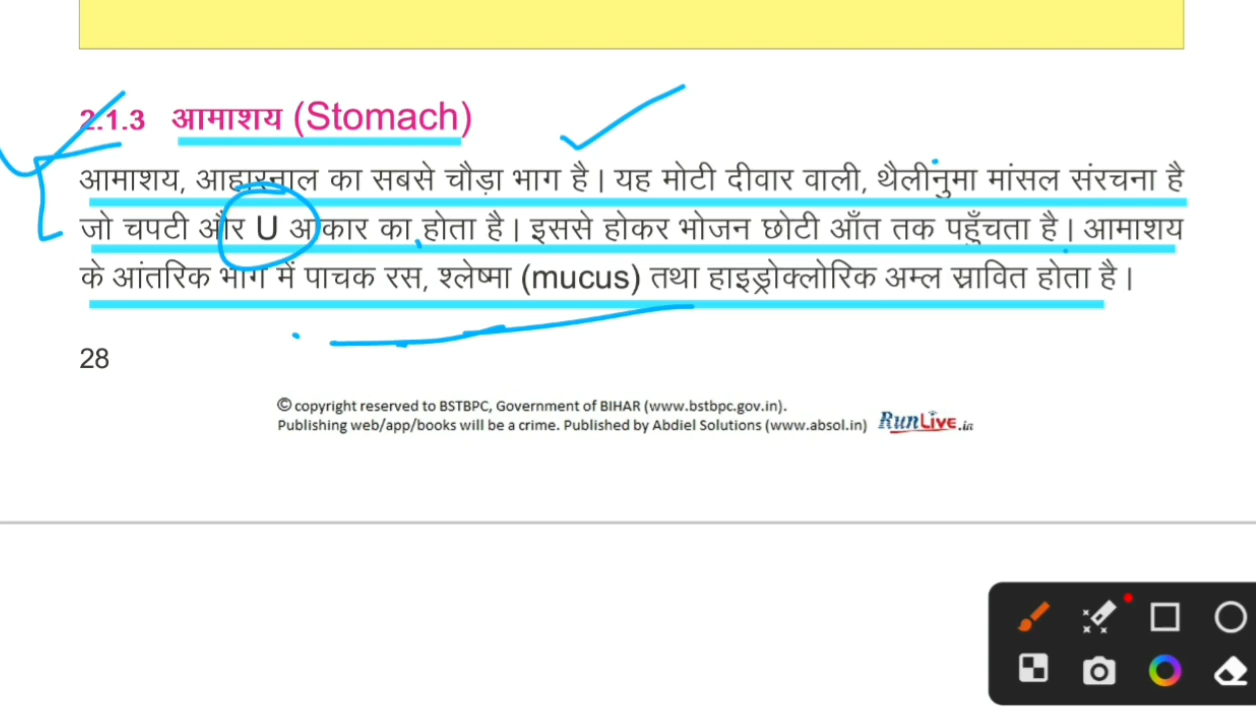 2.1.3 आमाशय (Stomach)
आमाशय, आहारनाल का सबसे चौड़ा भाग है। यह मोटी दीवार वाली, थैलीनुमा मांसल संरचना है
जो चपटी और U आकार का होता है। इससे होकर भोजन छोटी आँत तक पहुँचता है। आमाशय
के आंतरिक भाग में पाचक रस, श्लेष्मा (mucus) तथा हाइड्रोक्लोरिक अम्ल स्रावित होता है।
28
© copyright reserved to BSTBPC, Government of BIHAR (www.bstbpc.gov.in).
Publishing web/app/books will be a crime. Published by Abdiel Solutions (www.absol.in) RunLive.in